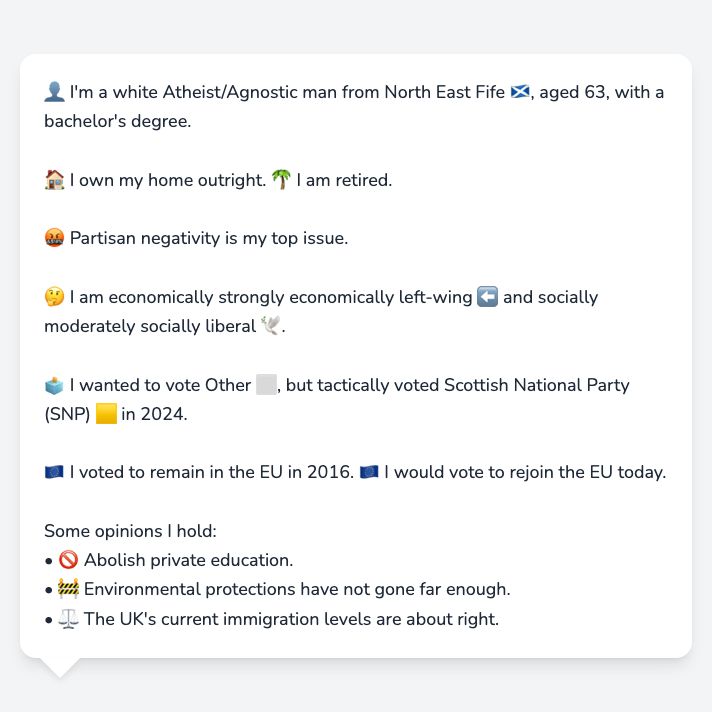 👤 I'm a white Atheist/Agnostic man from North East Fife 🏴󠁧󠁢󠁳󠁣󠁴󠁿, aged 63, with a
bachelor's degree.
🏠 I own my home outright. 🌴 I am retired.
🤬 Partisan negativity is my top issue.
🤔 I am economically strongly economically left-wing ⬅️ and socially
moderately socially liberal 🕊️.
🗳️ I wanted to vote Other ⬜, but tactically voted Scottish National Party
(SNP) 🟨 in 2024.
🇪🇺 I voted to remain in the EU in 2016. 🇪🇺 I would vote to rejoin the EU today.
Some opinions I hold:
• 🚫 Abolish private education.
• 🚧 Environmental protections have not gone far enough.
• ⚖️ The UK's current immigration levels are about right.